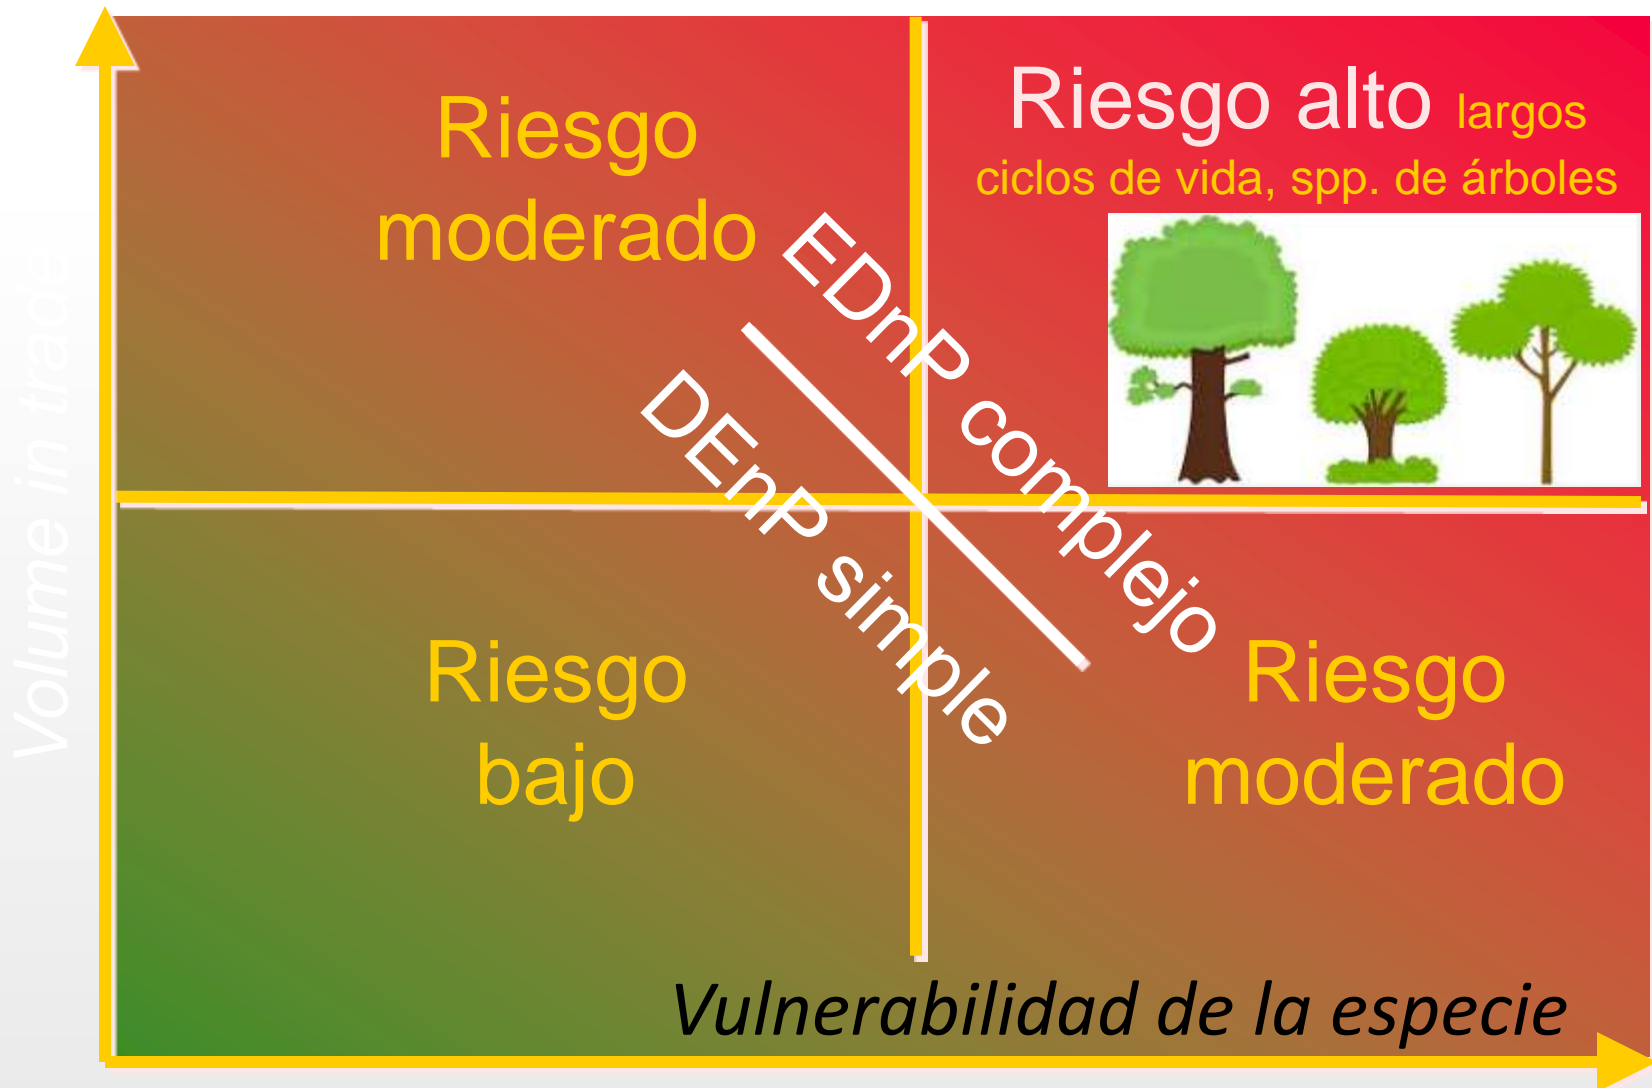 Riesgo
moderado
Riesgo alto largos
ciclos de vida, spp. de árboles
EDnP complejo
DEnP simple
Volume in trade
Riesgo
bajo
Riesgo
moderado
Vulnerabilidad de la especie